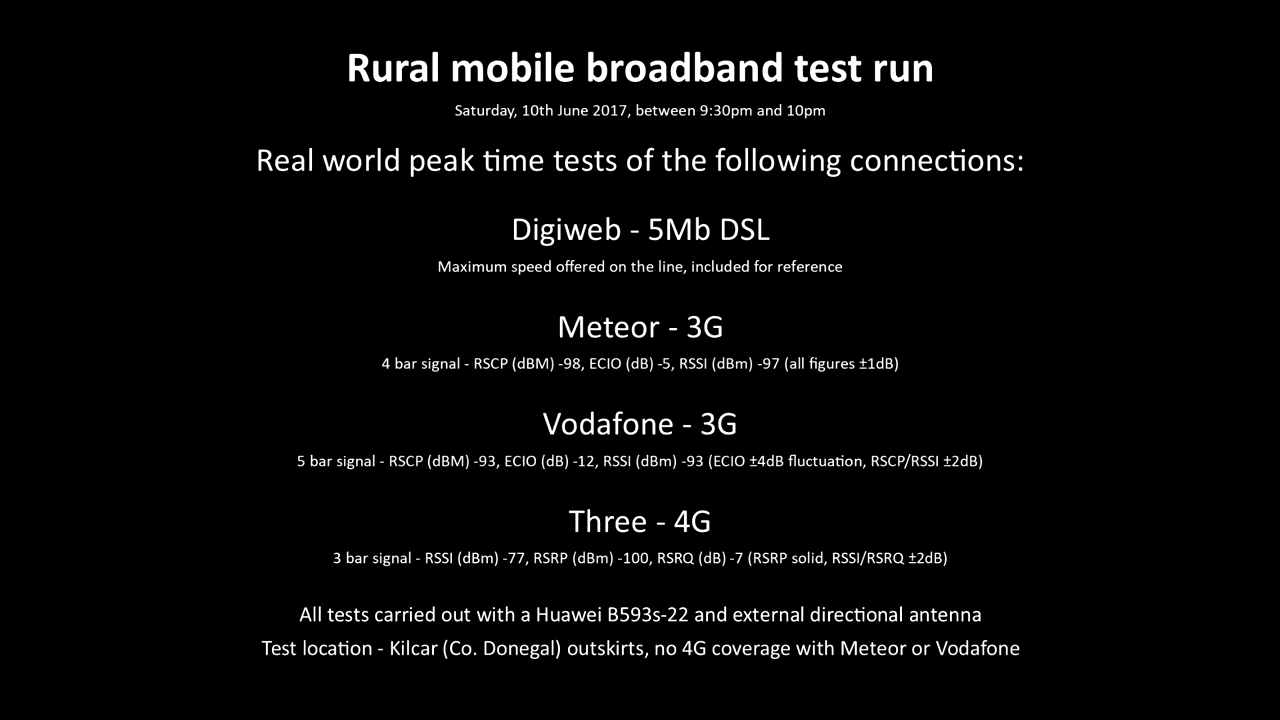 Rural mobile broadband test run
Saturday, 10th June 2017, between 9:30pm and 10pm
Real world peak time tests of the following connections:
Digiweb - 5Mb DSL
Maximum speed offered on the line, included for reference
Meteor - 3G
4 bar signal - RSCP (dBM) -98, ECIO (dB) -5, RSSI (dBm) -97 (all figures ±1dB)
Vodafone - 3G
5 bar signal - RSCP (dBM) -93, ECIO (dB) -12, RSSI (dBm) -93 (ECIO ±4dB fluctuation, RSCP/RSSI ±2dB)
Three - 4G
3 bar signal - RSSI (dBm) -77, RSRP (dBm) -100, RSRQ (dB) -7 (RSRP solid, RSSI/RSRQ ±2dB)
All tests carried out with a Huawei B593s-22 and external directional antenna
Test location - Kilcar (Co. Donegal) outskirts, no 4G coverage with Meteor or Vodafone